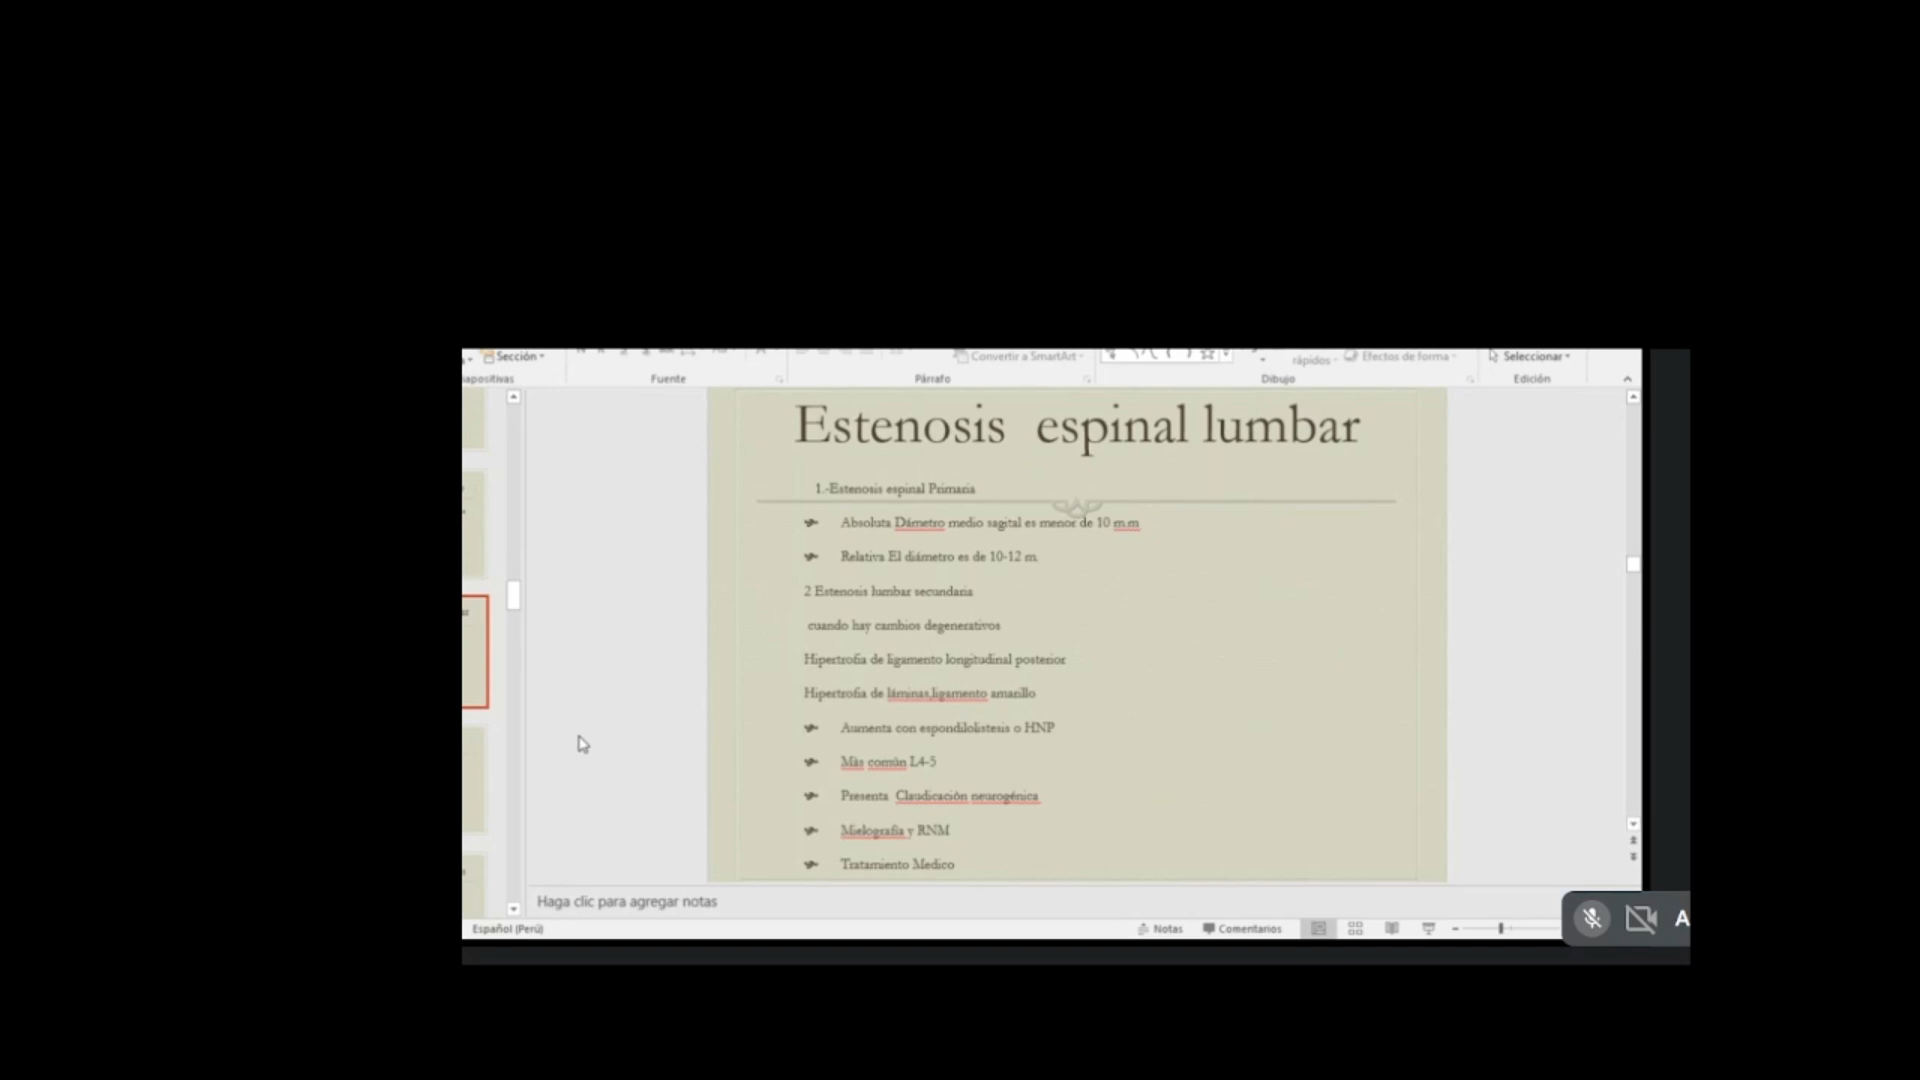 Sección
Convertir a SmartArt
rápidos
Efectos de forma
Seleccionar
iapositivas
Fuente
Párrafo
Dibujo
Edición
Estenosis espinal lumbar
1.-Estenosis espinal Primaria
Absoluta Dámetro medio sagital es menor de 10 m.m
Relativa El diámetro es de 10-12 m.
2 Estenosis lumbar secundaria
cuando hay cambios degenerativos
Hipertrofia de ligamento longitudinal posterior
Hipertrofia de láminas,ligamento amarillo
Aumenta con espondilolistesis o HNP
Màs común L4-5
Presenta Claudicación neurogénica
Mielografía y RNM
Tratamiento Medico
Haga clic para agregar notas
Español (Perú)
Notas
Comentarios
A